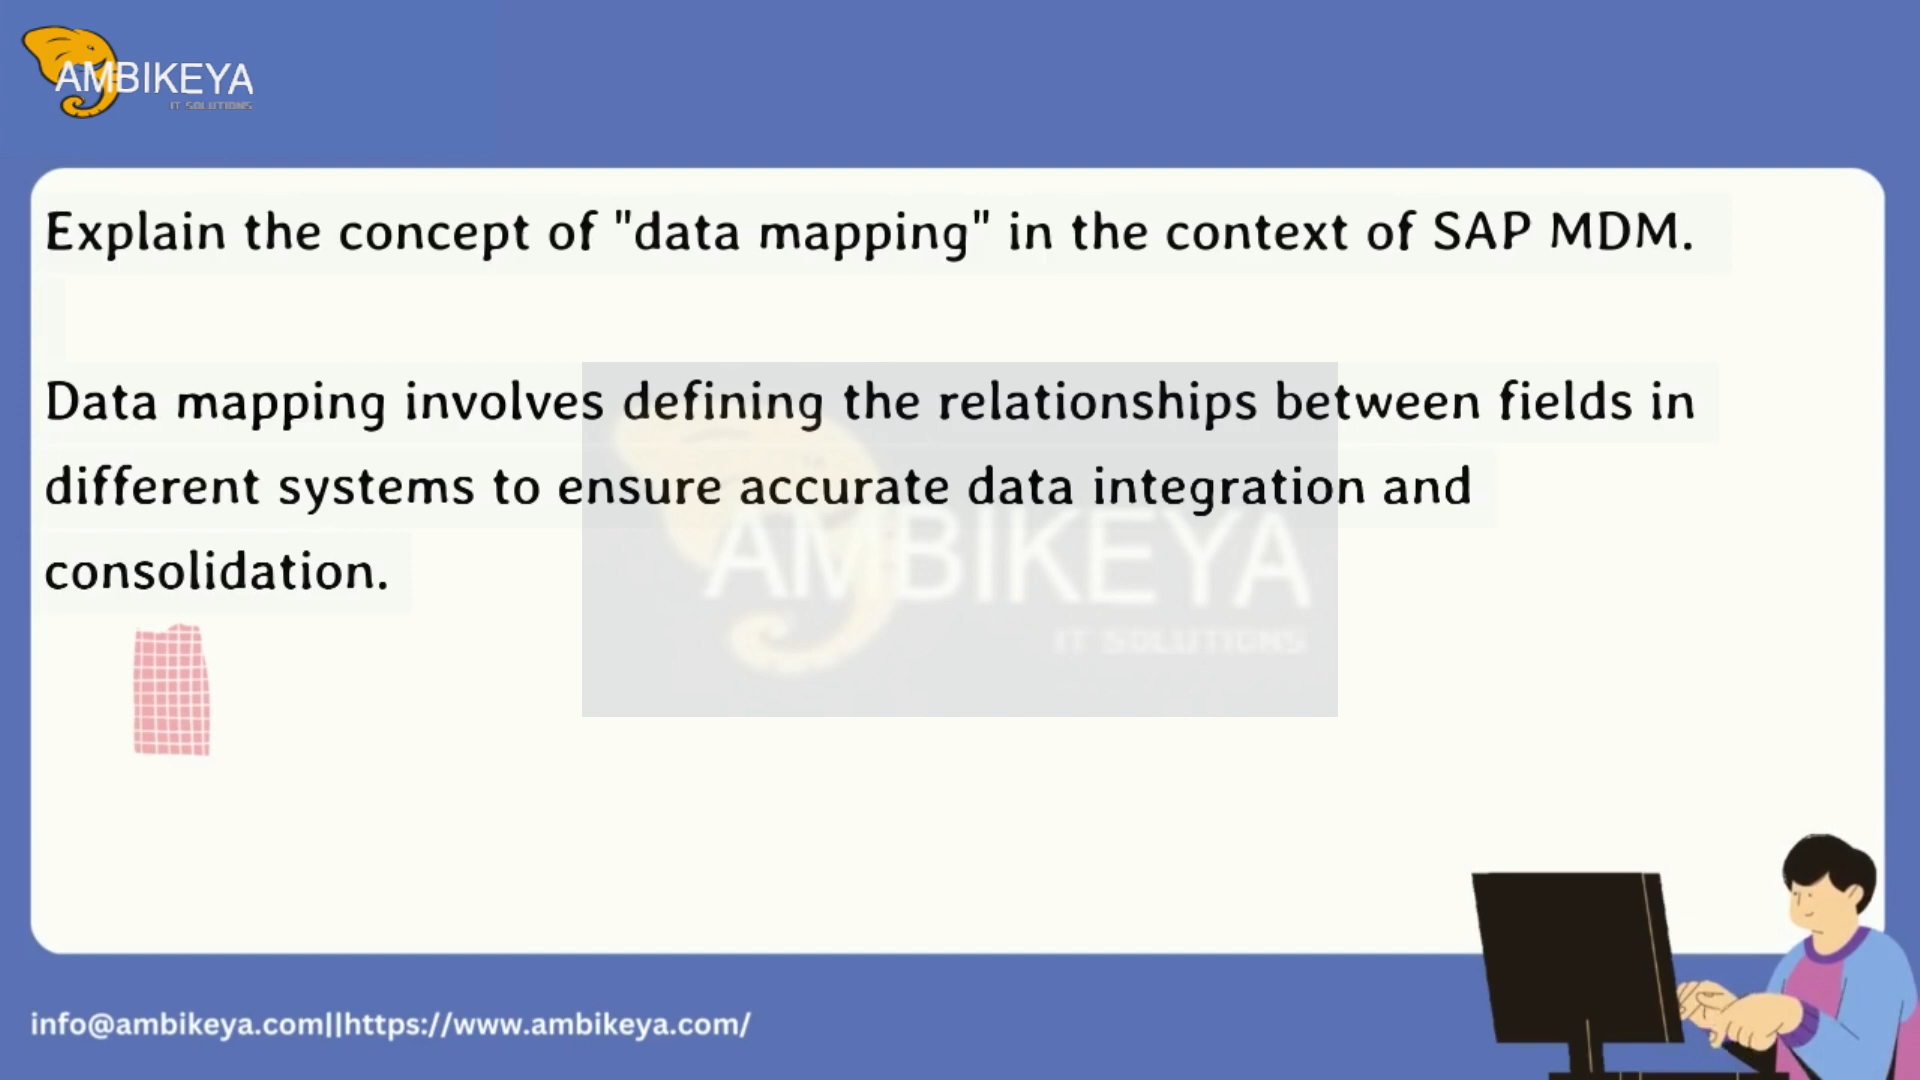 AMBIKEYA
IT SOLUTIONS
Explain the concept of "data mapping" in the context of SAP MDM.
Data mapping involves defining the relationships between fields in
different systems to ensure accurate data integration and
consolidation.
AMBIKEYA
IT SOLUTIONS
info@ambikeya.com||https://www.ambikeya.com/